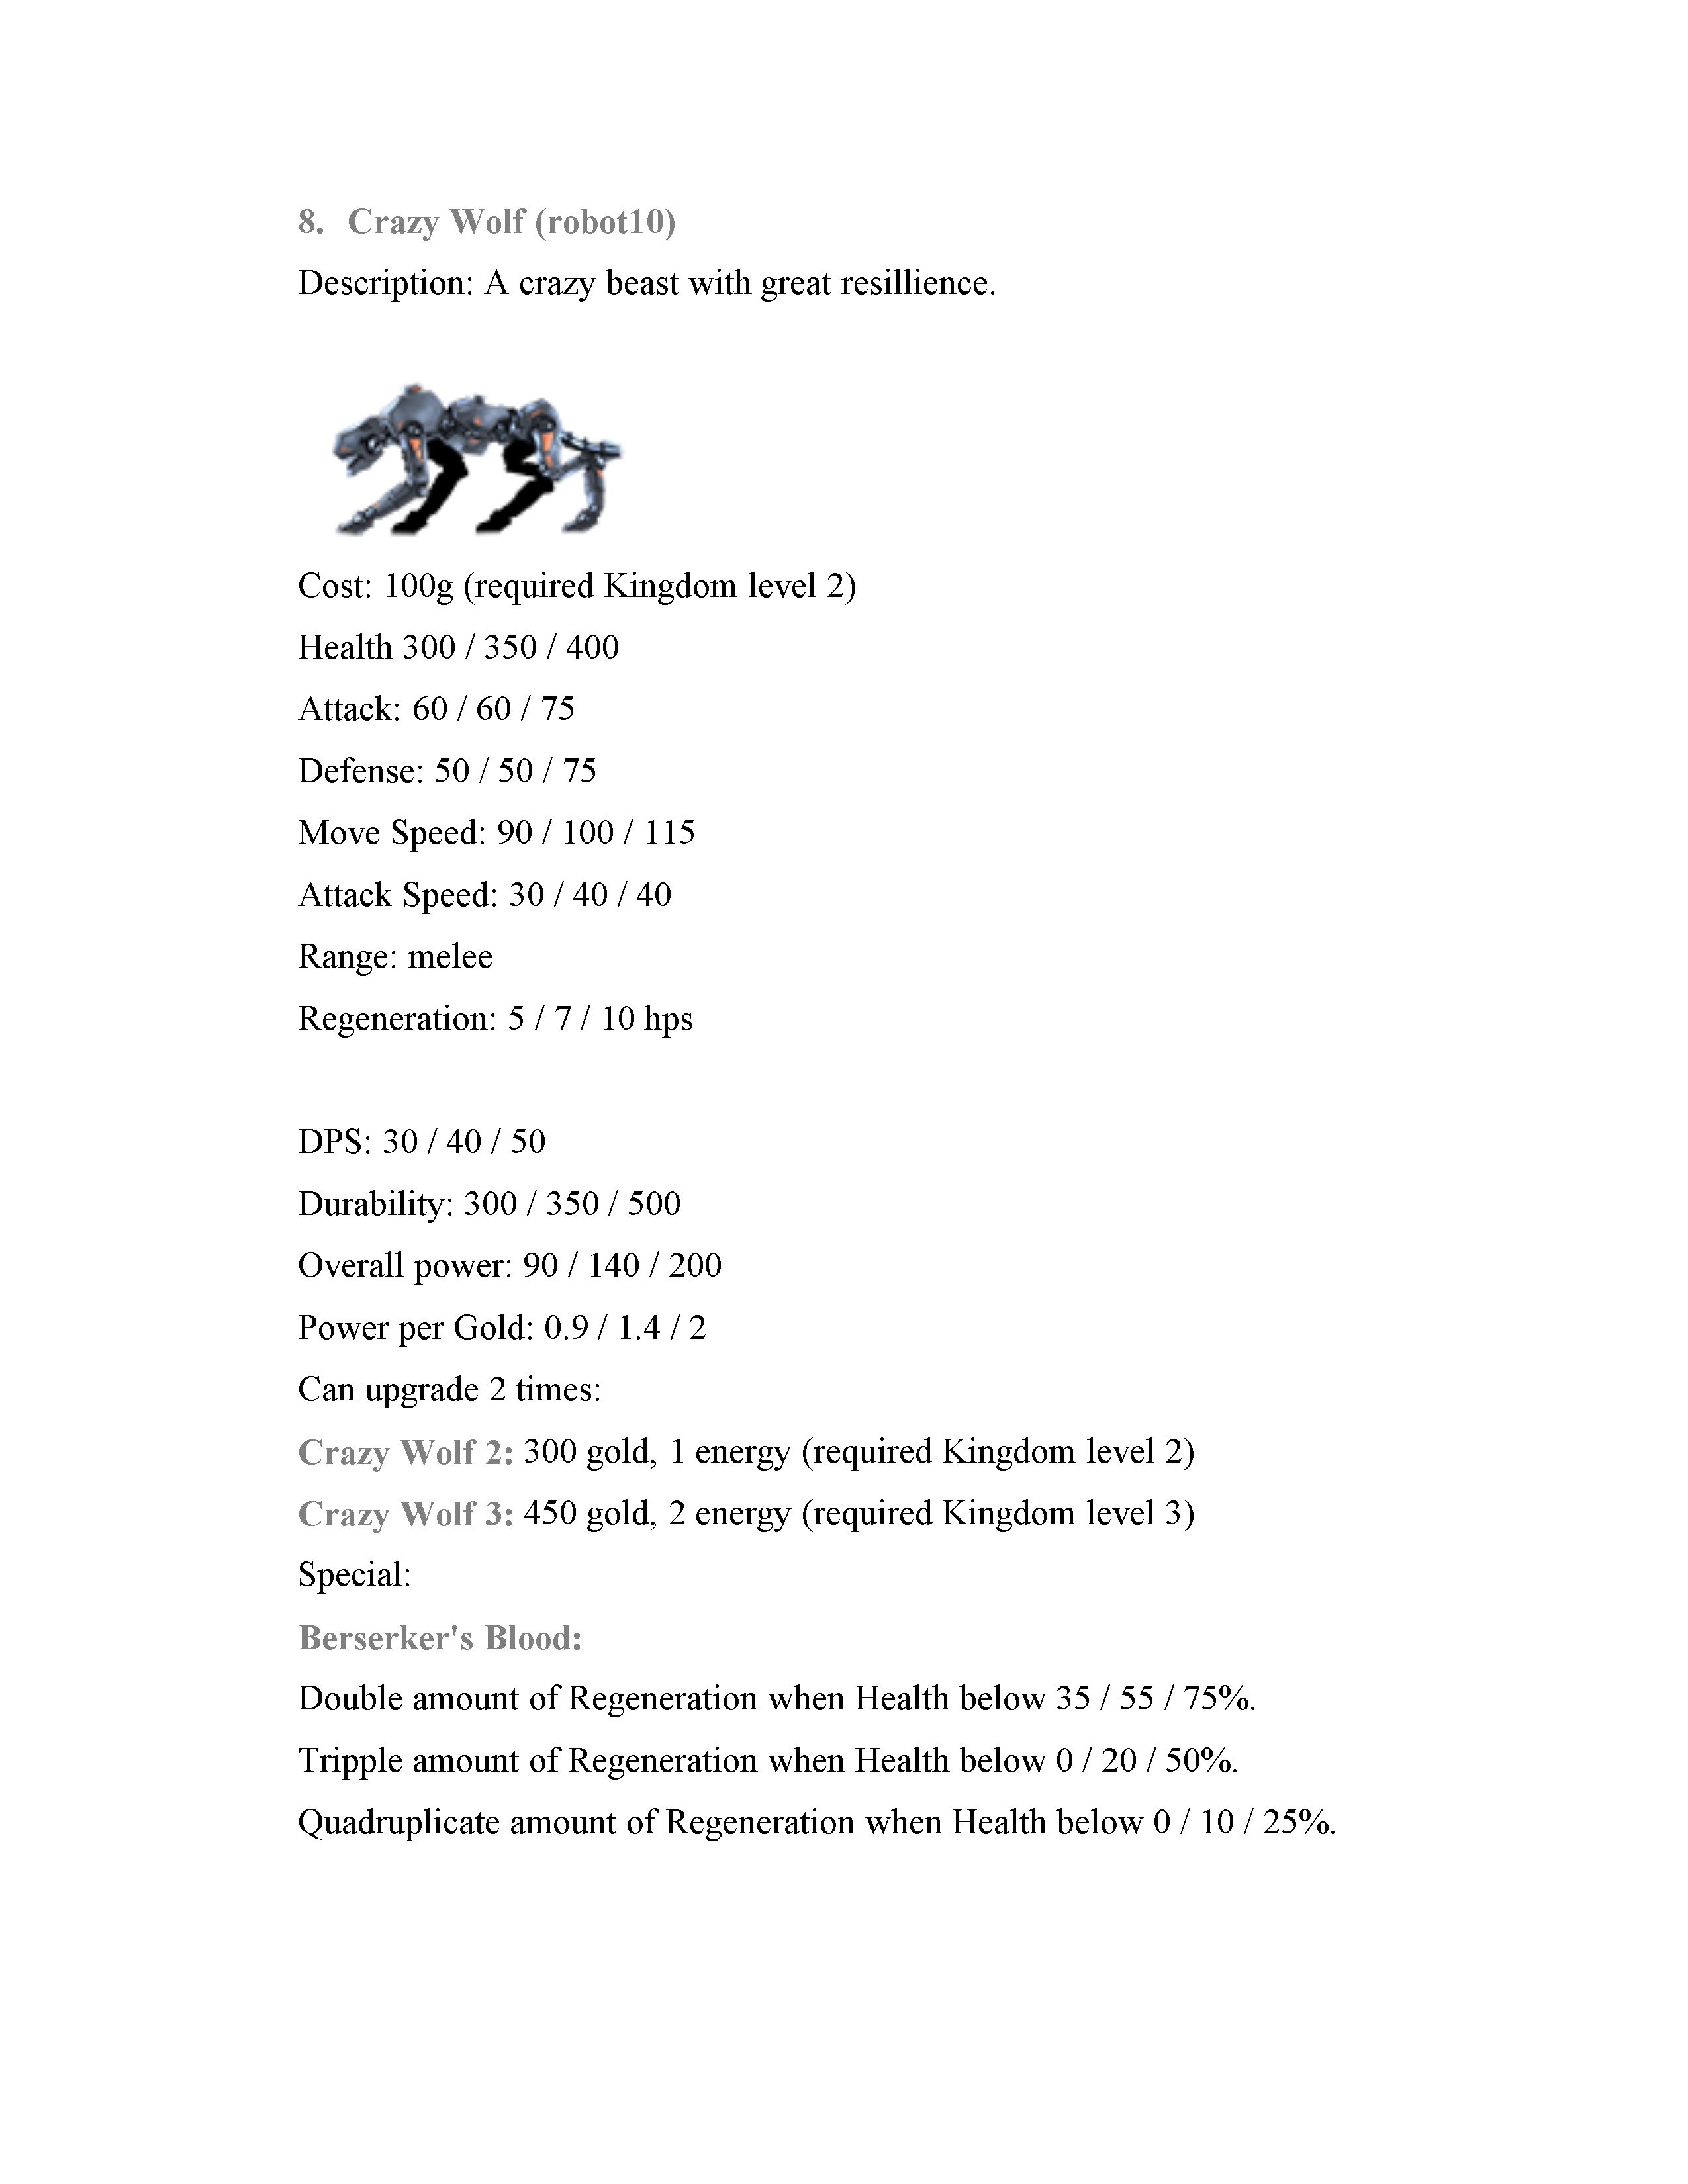 8. Crazy Wolf (robot10)
Description: A crazy beast with great resillience.
Cost: 100g (required Kingdom level 2)
Health 300 / 350 / 400
Attack: 60 / 60 / 75
Defense: 50 / 50 / 75
Move Speed: 90 / 100 / 115
Attack Speed: 30 / 40 / 40
Range: melee
Regeneration: 5 / 7 / 10 hps
DPS: 30 / 40 / 50
Durability: 300 / 350 / 500
Overall power: 90 / 140 / 200
Power per Gold: 0.9 / 1.4 / 2
Can upgrade 2 times:
Crazy Wolf 2: 300 gold, 1 energy (required Kingdom level 2)
Crazy Wolf 3: 450 gold, 2 energy (required Kingdom level 3)
Special:
Berserker's Blood:
Double amount of Regeneration when Health below 35 / 55 / 75%.
Tripple amount of Regeneration when Health below 0 / 20 / 50%.
Quadruplicate amount of Regeneration when Health below 0 / 10 / 25%.